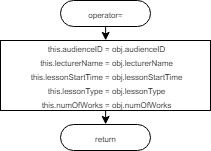 operator=
this.audienceID = obj.audienceID
this.lecturerName = obj.lecturerName
this.lessonStartTime = obj.lessonStartTime
this.lessonType = obj.lessonType
this.numOfWorks = obj.numOfWorks
return